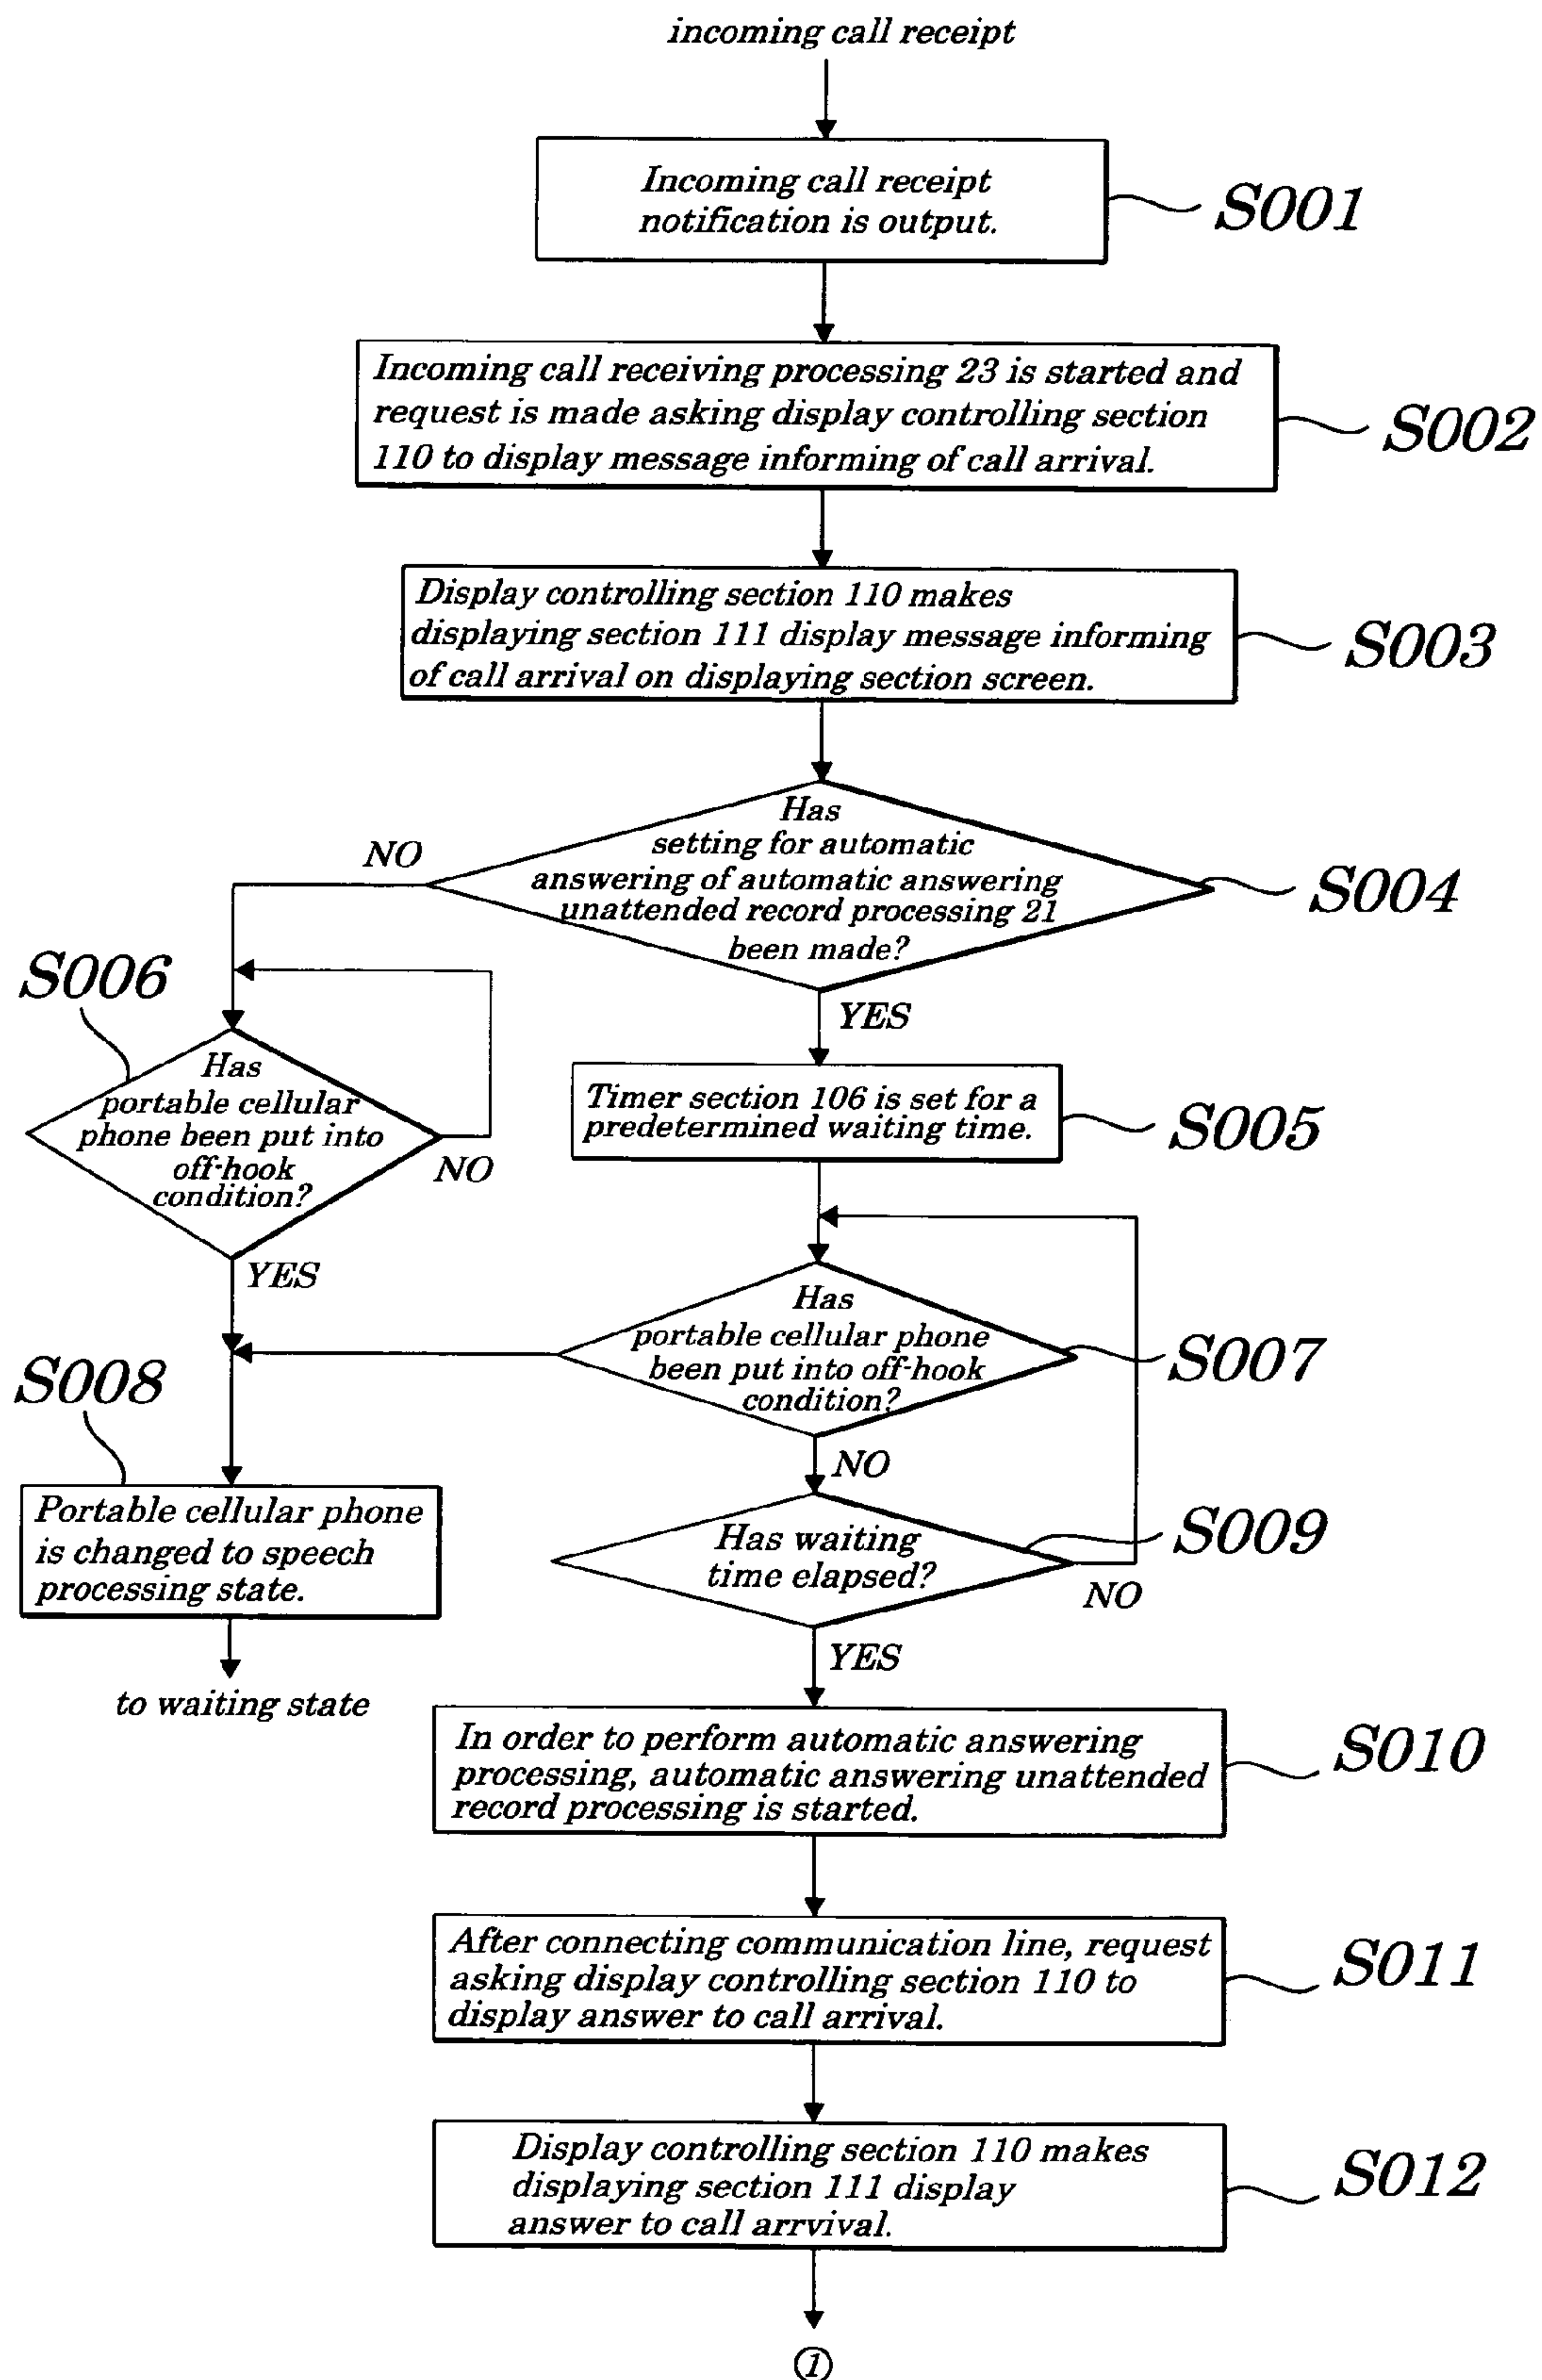 incoming call receipt
Incoming call receipt
notification is output.
S001
Incoming call receiving processing 23 is started and
request is made asking display controlling section
110 to display message informing of call arrival.
S002
Display controlling section 110 makes
displaying section 111 display message informing
of call arrival on displaying section screen.
S003
Has
setting for automatic
answering of automatic answering
unattended record processing 21
been made?
S004
NO
YES
S006
Has
portable cellular
phone been put into
off-hook
condition?
NO
YES
Timer section 106 is set for a
predetermined waiting time.
S005
Has
portable cellular phone
been put into off-hook
condition?
S007
NO
S008
Portable cellular phone
is changed to speech
processing state.
to waiting state
Has waiting
time elapsed?
S009
NO
YES
In order to perform automatic answering
processing, automatic answering unattended
record processing is started.
S010
After connecting communication line, request
asking display controlling section 110 to
display answer to call arrival.
S011
Display controlling section 110 makes
displaying section 111 display
answer to call arrvival.
S012
①